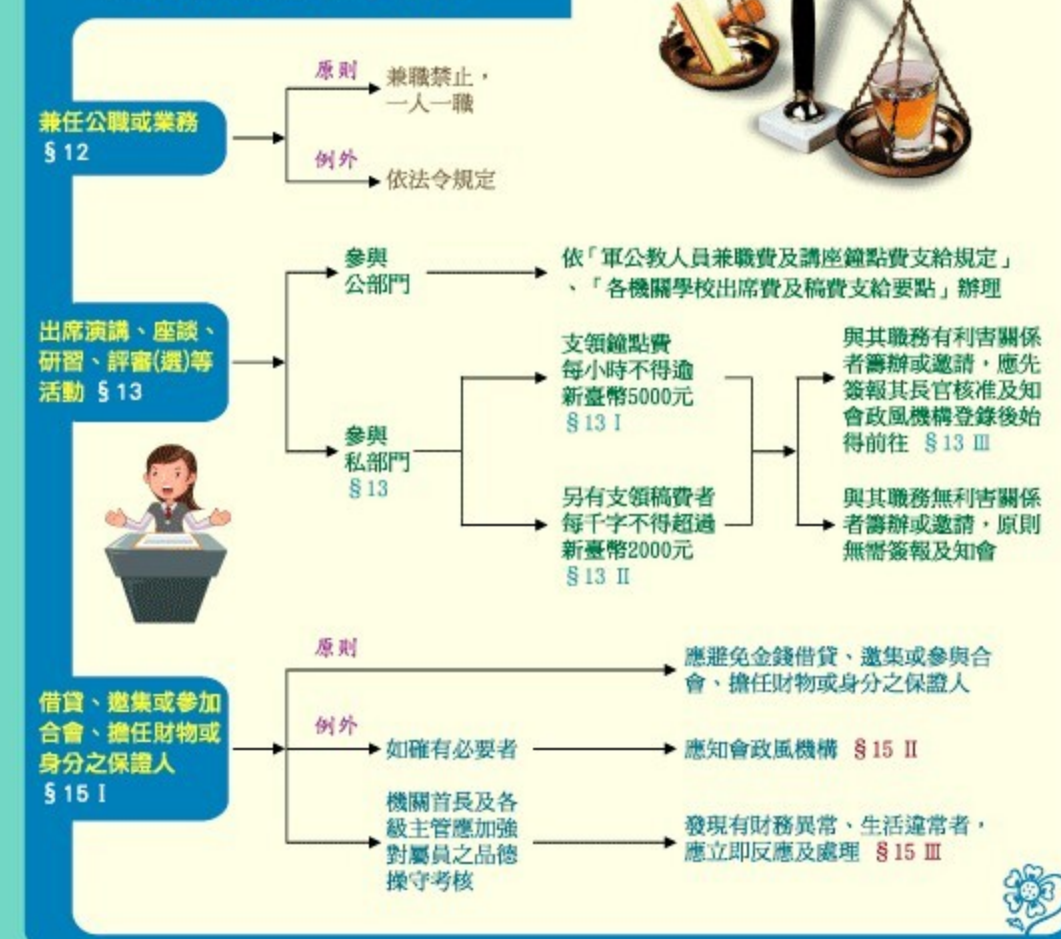 兼任公職或業務
§12
原則
兼職禁止，
一人一職
例外
依法令規定
出席演講、座談、
研習、評審(選)等
活動 §13
參與
公部門
依「軍公教人員兼職費及講座鐘點費支給規定」
、「各機關學校出席費及稿費支給要點」辦理
參與
私部門
§13
支領鐘點費
每小時不得逾
新臺幣5000元
§13 I
另有支領稿費者
每千字不得超過
新臺幣2000元
§13 II
與其職務有利害關係
者籌辦或邀請，應先
簽報其長官核准及知
會政風機構登錄後始
得前往 §13 III
與其職務無利害關係
者籌辦或邀請，原則
無需簽報及知會
借貸、邀集或參加
合會、擔任財物或
身分之保證人
§15 I
原則
應避免金錢借貸、邀集或參與合
會、擔任財物或身分之保證人
例外
如確有必要者
應知會政風機構 §15 II
機關首長及各
級主管應加強
對屬員之品德
操守考核
發現有財務異常、生活違常者，
應立即反應及處理 §15 III